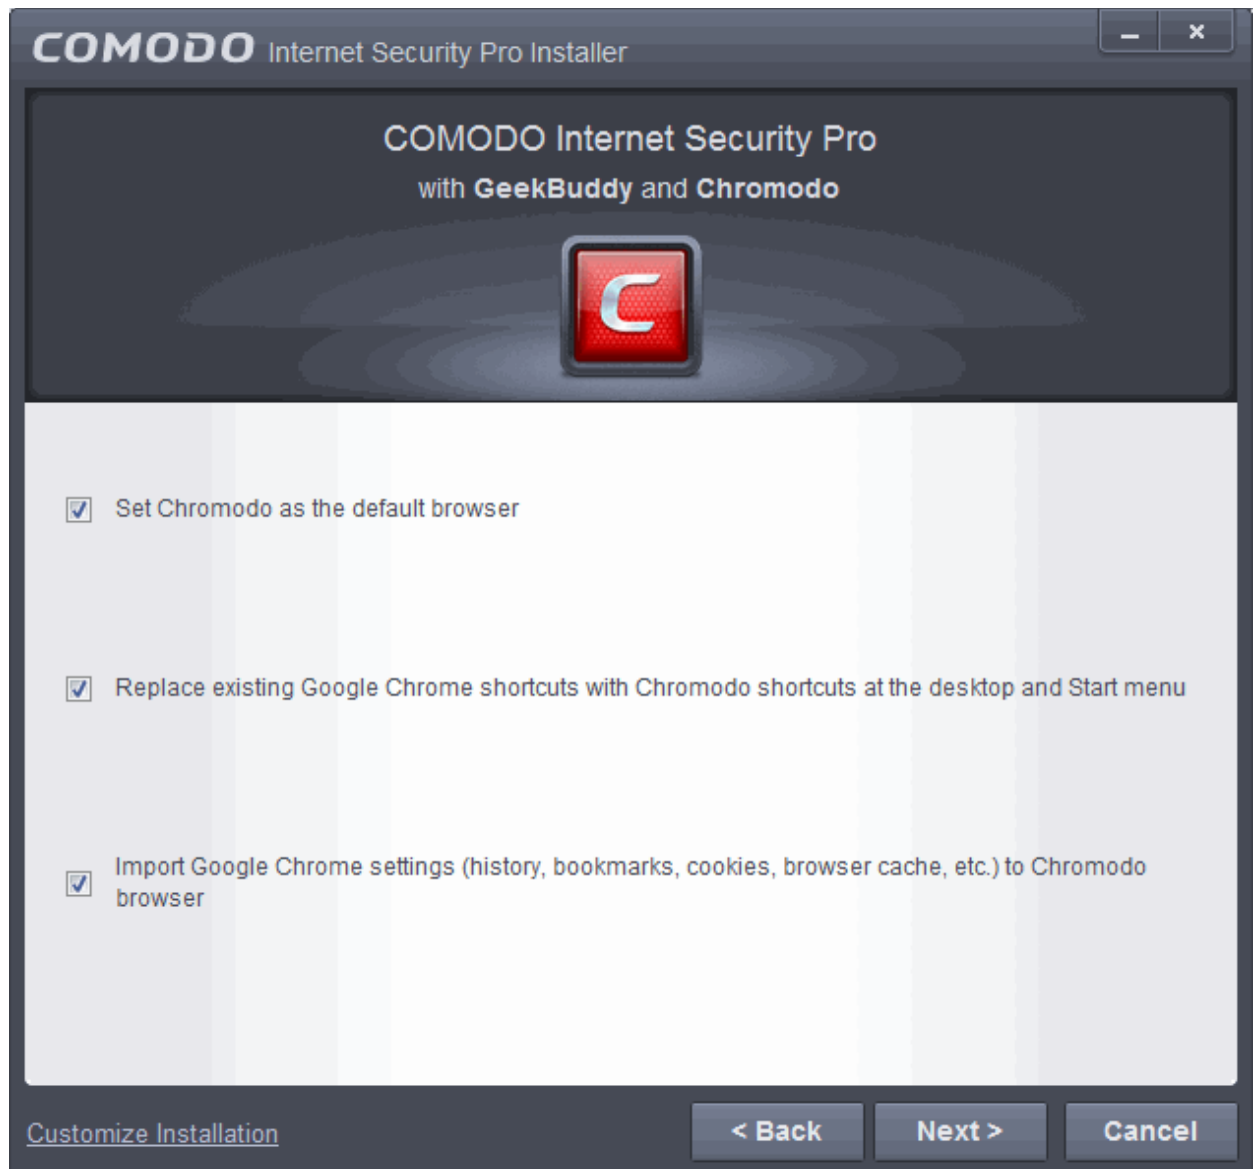 COMODO Internet Security Pro Installer
COMODO Internet Security Pro
with GeekBuddy and Chromodo
Set Chromodo as the default browser
Replace existing Google Chrome shortcuts with Chromodo shortcuts at the desktop and Start menu
Import Google Chrome settings (history, bookmarks, cookies, browser cache, etc.) to Chromodo
browser
Customize Installation
< Back
Next >
Cancel